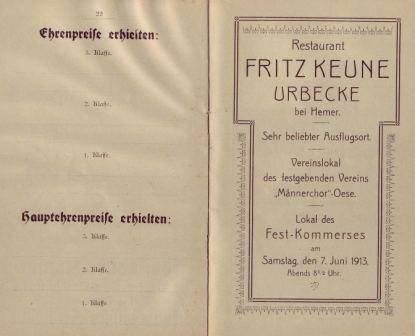 22
Ehrenpreise erhielten:
3. Klasse.
2. Klasse.
1. Klasse.
Hauptehrenpreise erhielten:
3. Klasse.
2. Klasse.
1. Klasse.
Restaurant
FRITZ KEUNE
URBECKE
bei Hemer.
Sehr beliebter Ausflugsort.
Vereinslokal
des festgebenden Vereins
„Männerchor"-Oese.
Lokal des
Fest-Kommerses
am
Samstag, den 7. Juni 1913.
Abends 8½ Uhr.